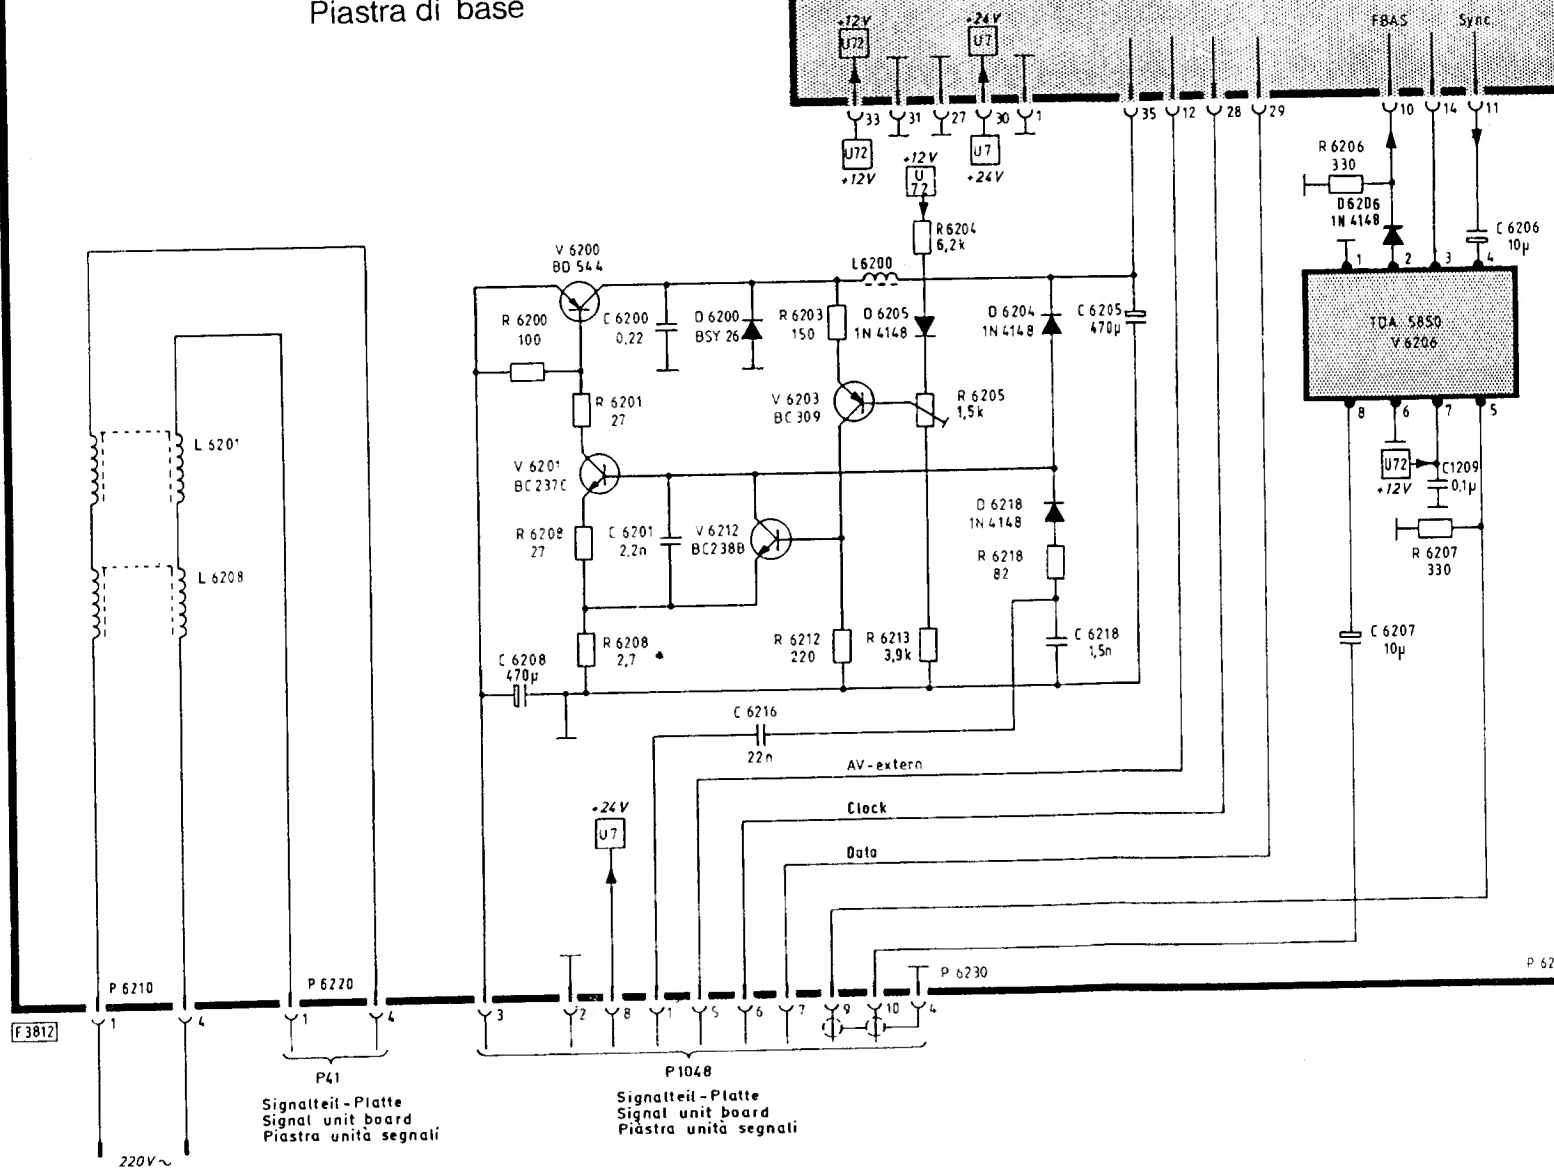 Piastra di base
+12V
U72
+24V
U7
FBAS
Sync
33
31
27
30
1
35
12
28
29
10
14
11
U72
+12V
U7
+24V
+12V
U
72
R 6204
6,2k
R 6206
330
D6206
1N 4148
C 6206
10µ
1
2
3
4
TDA 5850
V 6206
8
6
7
5
V 6200
BD 544
L6200
R 6200
100
C 6200
0,22
D 6200
BSY 26
R 6203
150
D 6205
1N 4148
D 6204
1N 4148
C 6205
470µ
R 6201
27
V 6203
BC 309
R 6205
1,5k
L 6201
V 6201
BC237C
U72
+12V
C1209
0,1µ
R 6208
27
C 6201
2,2n
V 6212
BC238B
D 6218
1N 4148
R 6218
82
R 6207
330
L 6208
R 6208
2,7
R 6212
220
R 6213
3,9k
C 6218
1,5n
C 6207
10µ
C 6208
470µ
C 6216
22n
AV-extern
+24V
U7
Clock
Data
P 6210
P 6220
P 6230
P 62
F3812
1
4
1
4
3
2
8
1
5
6
7
9
10
4
P41
Signalteil-Platte
Signal unit board
Piastra unità segnali
P1048
Signalteil-Platte
Signal unit board
Piastra unità segnali
220V~